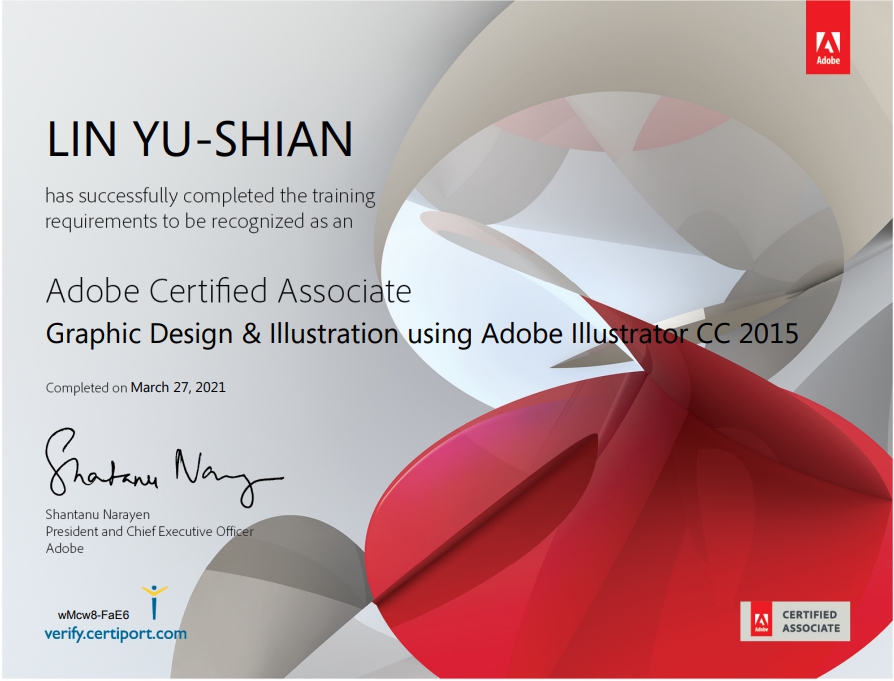 Adobe
LIN YU-SHIAN
has successfully completed the training
requirements to be recognized as an
Adobe Certified Associate
Graphic Design & Illustration using Adobe Illustrator CC 2015
Completed on March 27, 2021
Shantanu Narayen
President and Chief Executive Officer
Adobe
wMcw8-FaE6
verify.certiport.com
Adobe
CERTIFIED
ASSOCIATE